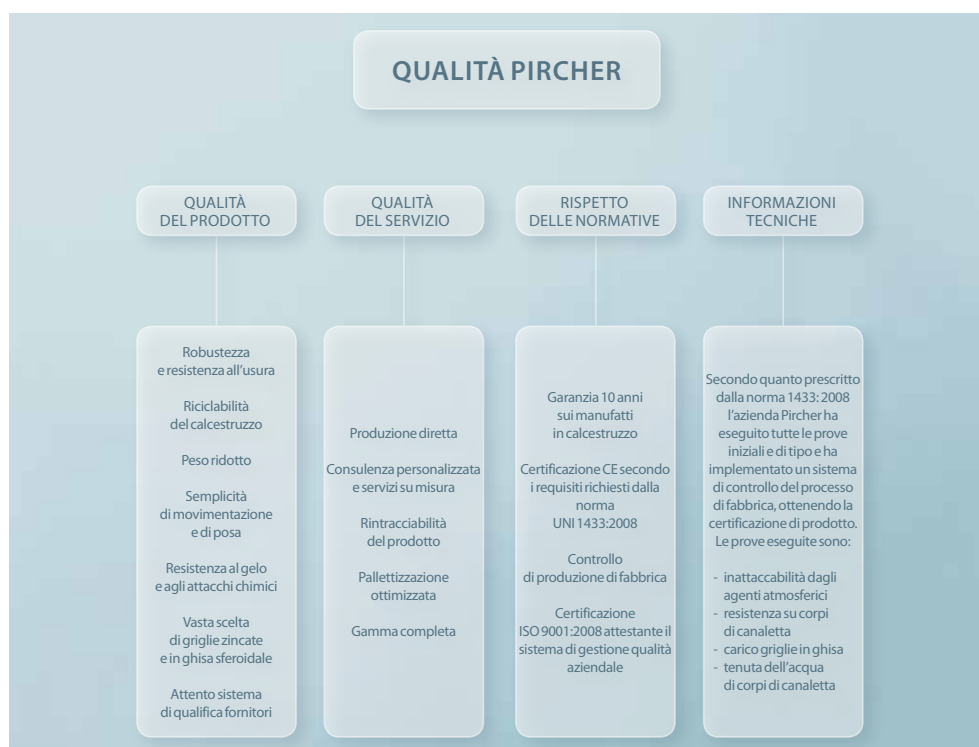 QUALITÀ PIRCHER
QUALITÀ
DEL PRODOTTO
Robustezza
e resistenza all’usura
Riciclabilità
del calcestruzzo
Peso ridotto
Semplicità
di movimentazione
e di posa
Resistenza al gelo
e agli attacchi chimici
Vasta scelta
di griglie zincate
e in ghisa sferoidale
Attento sistema
di qualifica fornitori
QUALITÀ
DEL SERVIZIO
Produzione diretta
Consulenza personalizzata
e servizi su misura
Rintracciabilità
del prodotto
Pallettizzazione
ottimizzata
Gamma completa
RISPETTO
DELLE NORMATIVE
Garanzia 10 anni
sui manufatti
in calcestruzzo
Certificazione CE secondo
i requisiti richiesti dalla
norma
UNI 1433:2008
Controllo
di produzione di fabbrica
Certificazione
ISO 9001:2008 attestante il
sistema di gestione qualità
aziendale
INFORMAZIONI
TECNICHE
Secondo quanto prescritto
dalla norma 1433: 2008
l’azienda Pircher ha
eseguito tutte le prove
iniziali e di tipo e ha
implementato un sistema
di controllo del processo
di fabbrica, ottenendo la
certificazione di prodotto.
Le prove eseguite sono:
- inattaccabilità dagli
agenti atmosferici
- resistenza su corpi
di canaletta
- carico griglie in ghisa
- tenuta dell’acqua
di corpi di canaletta